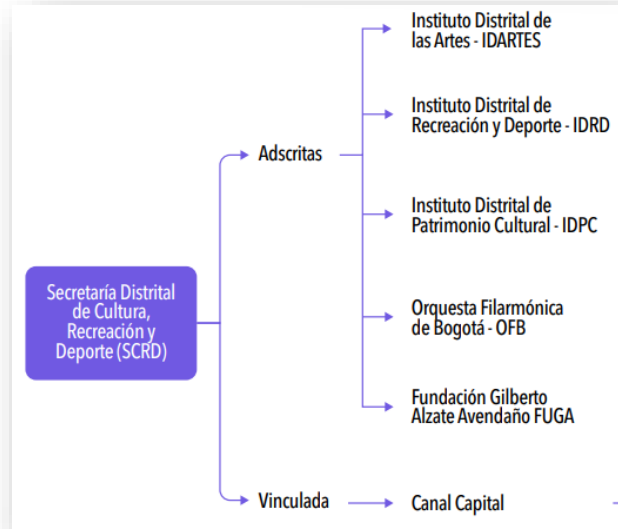 Instituto Distrital de
las Artes - IDARTES
Instituto Distrital de
Recreación y Deporte - IDRD
Adscritas
Instituto Distrital de
Patrimonio Cultural - IDPC
Secretaría Distrital
de Cultura,
Recreación y
Deporte (SCRD)
Orquesta Filarmónica
de Bogotá - OFB
Fundación Gilberto
Alzate Avendaño FUGA
Vinculada
Canal Capital